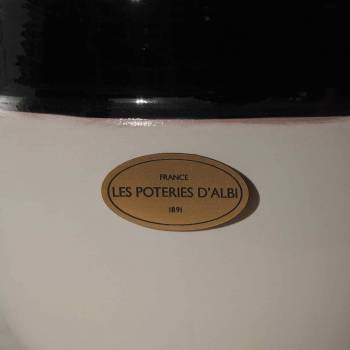 FRANCE
LES POTERIES D'ALBI
1891